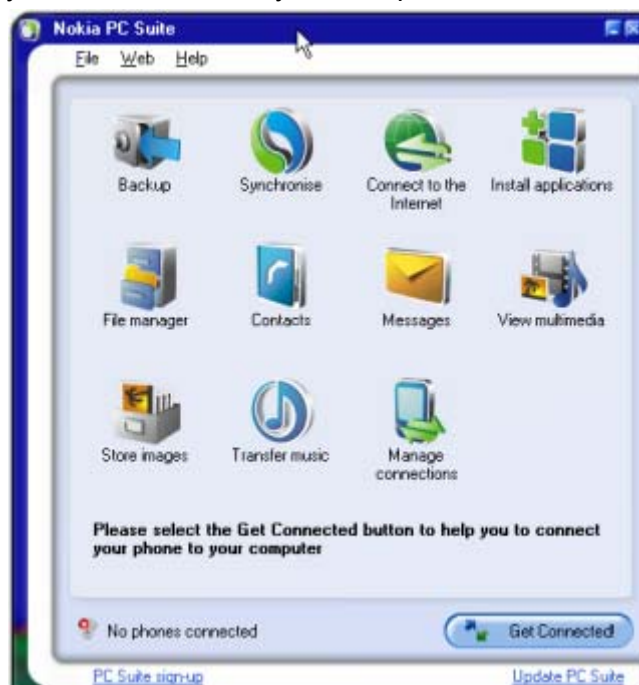 Nokia PC Suite
File Web Help
Backup Synchronise Connect to the Internet Install applications
File manager Contacts Messages View multimedia
Store images Transfer music Manage connections
Please select the Get Connected button to help you to connect
your phone to your computer
No phones connected Get Connected
PC Suite sign-up Update PC Suite